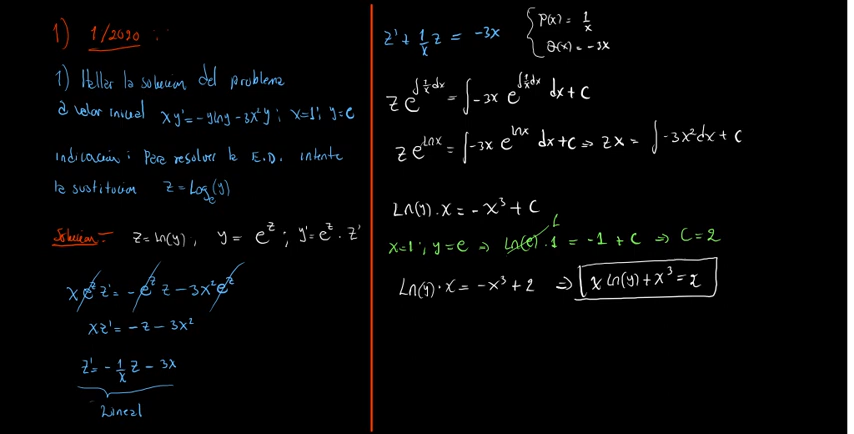 1) 1/2020 :
1) Hallar la solución del problema
a valor inicial xy' = -ylny - 3x²y ; x=1 ; y=e
indicación : Para resolver la E.D. intente
la sustitución z = Log_e(y)
Solución.- z = ln(y) , y = e^z ; y' = e^z · z'
x e^z z' = -e^z z - 3x² e^z
xz' = -z - 3x²
z' = -1/x z - 3x
Lineal
z' + 1/x z = -3x { P(x) = 1/x
Q(x) = -3x
z e^{∫1/x dx} = ∫ -3x e^{∫1/x dx} dx + C
z e^{lnx} = ∫ -3x e^{lnx} dx + C ⇒ zx = ∫ -3x² dx + C
Ln(y) · x = -x³ + C
x=1 ; y=e ⇒ Ln(e) · 1 = -1 + C ⇒ C = 2
1
Ln(y) · x = -x³ + 2 ⇒ x ln(y) + x³ = 2